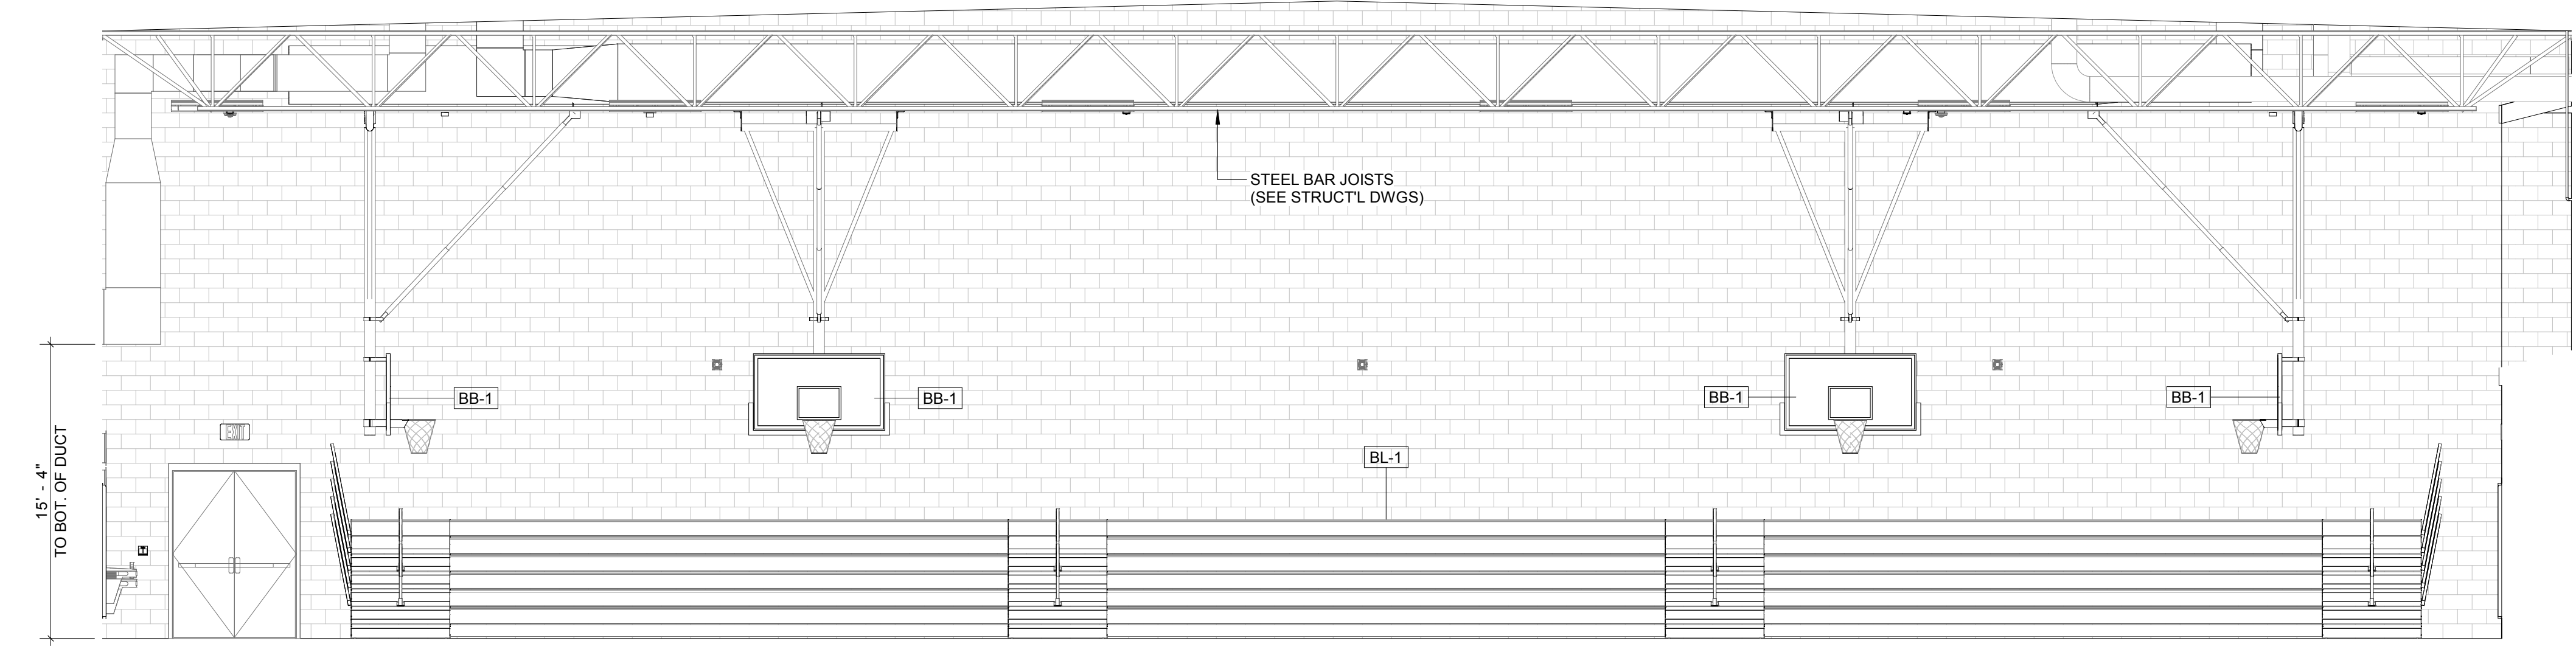 STEEL BAR JOISTS
(SEE STRUCT'L DWGS)
BB-1
BB-1
BB-1
BB-1
EXIT
BL-1
15' - 4"
TO BOT. OF DUCT